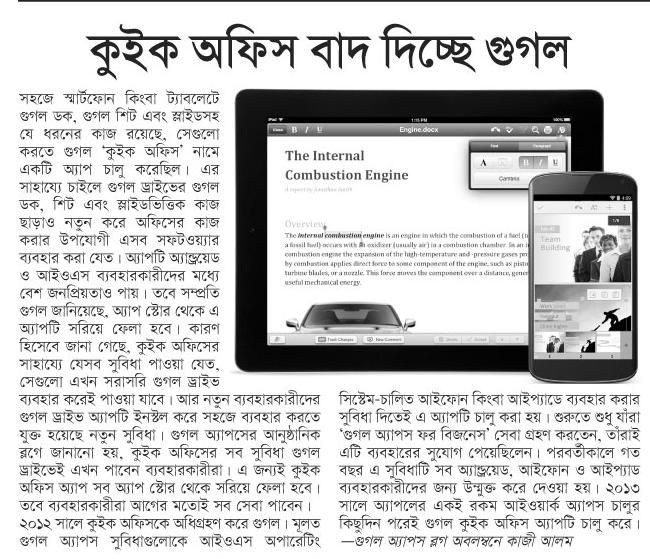 কুইক অফিস বাদ দিচ্ছে গুগল
সহজে স্মার্টফোন কিংবা ট্যাবলেটে
গুগল ডক, গুগল শিট এবং স্লাইডসহ
যে ধরনের কাজ রয়েছে, সেগুলো
করতে গুগল ‘কুইক অফিস’ নামে
একটি অ্যাপ চালু করেছিল। এর
সাহায্যে চাইলে গুগল ড্রাইভের গুগল
ডক, শিট এবং স্লাইডভিত্তিক কাজ
ছাড়াও নতুন করে অফিসের কাজ
করার উপযোগী এসব সফটওয়্যার
ব্যবহার করা যেত। অ্যাপটি অ্যান্ড্রয়েড
ও আইওএস ব্যবহারকারীদের মধ্যে
বেশ জনপ্রিয়তাও পায়। তবে সম্প্রতি
গুগল জানিয়েছে, অ্যাপ স্টোর থেকে এ
অ্যাপটি সরিয়ে ফেলা হবে। কারণ
হিসেবে জানা গেছে, কুইক অফিসের
সাহায্যে যেসব সুবিধা পাওয়া যেত,
সেগুলো এখন সরাসরি গুগল ড্রাইভ
ব্যবহার করেই পাওয়া যাবে। আর নতুন ব্যবহারকারীদের
গুগল ড্রাইভ অ্যাপটি ইনস্টল করে সহজে ব্যবহার করতে
যুক্ত হয়েছে নতুন সুবিধা। গুগল অ্যাপসের আনুষ্ঠানিক
ব্লগে জানানো হয়, কুইক অফিসের সব সুবিধা গুগল
ড্রাইভেই এখন পাবেন ব্যবহারকারীরা। এ জন্যই কুইক
অফিস অ্যাপ সব অ্যাপ স্টোর থেকে সরিয়ে ফেলা হবে।
তবে ব্যবহারকারীরা আগের মতোই সব সেবা পাবেন।
২০১২ সালে কুইক অফিসকে অধিগ্রহণ করে গুগল। মূলত
গুগল অ্যাপস সুবিধাগুলোকে আইওএস অপারেটিং
সিস্টেম-চালিত আইফোন কিংবা আইপ্যাডে ব্যবহার করার
সুবিধা দিতেই এ অ্যাপটি চালু করা হয়। শুরুতে শুধু যাঁরা
‘গুগল অ্যাপস ফর বিজনেস’ সেবা গ্রহণ করতেন, তাঁরাই
এটি ব্যবহারের সুযোগ পেয়েছিলেন। পরবর্তীকালে গত
বছর এ সুবিধাটি সব অ্যান্ড্রয়েড, আইফোন ও আইপ্যাড
ব্যবহারকারীদের জন্য উন্মুক্ত করে দেওয়া হয়। ২০১৩
সালে অ্যাপলের একই রকম আইওয়ার্ক অ্যাপস চালুর
কিছুদিন পরেই গুগল কুইক অফিস অ্যাপটি চালু করে।
—গুগল অ্যাপস ব্লগ অবলম্বনে কাজী আলম
iPad 1:15 PM 100%
Close B I U Engine.docx
The Internal
Combustion Engine
A report by Jonathan Smith
Font Paragraph
A B I U
Cambria
Overview
The internal combustion engine is an engine in which the combustion of a fuel
a fossil fuel) occurs with an oxidizer (usually air) in a combustion chamber. In an
combustion engine the expansion of the high-temperature and -pressure gases
by combustion applies direct force to some component of the engine, such as
turbine blades, or a nozzle. This force moves the component over a distance,
useful mechanical energy.
Track Changes New Comment
4:09
1/6
Team
Building
1 2 3